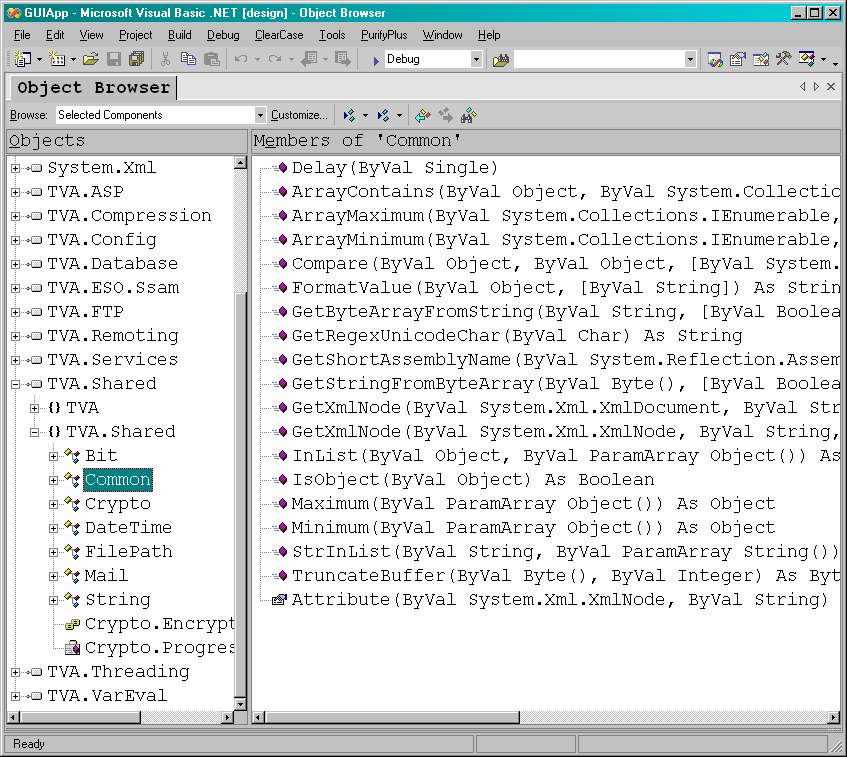 GUIApp - Microsoft Visual Basic .NET [design] - Object Browser
File Edit View Project Build Debug ClearCase Tools PurifyPlus Window Help
Debug
Object Browser
Browse: Selected Components Customize...
Objects
Members of 'Common'
System.Xml
TVA.ASP
TVA.Compression
TVA.Config
TVA.Database
TVA.ESO.Ssam
TVA.FTP
TVA.Remoting
TVA.Services
TVA.Shared
{} TVA
{} TVA.Shared
Bit
Common
Crypto
DateTime
FilePath
Mail
String
Crypto.Encrypt
Crypto.Progres
TVA.Threading
TVA.VarEval
Delay(ByVal Single)
ArrayContains(ByVal Object, ByVal System.Collectio
ArrayMaximum(ByVal System.Collections.IEnumerable,
ArrayMinimum(ByVal System.Collections.IEnumerable,
Compare(ByVal Object, ByVal Object, [ByVal System.
FormatValue(ByVal Object, [ByVal String]) As Strin
GetByteArrayFromString(ByVal String, [ByVal Boolea
GetRegexUnicodeChar(ByVal Char) As String
GetShortAssemblyName(ByVal System.Reflection.Assem
GetStringFromByteArray(ByVal Byte(), [ByVal Boolea
GetXmlNode(ByVal System.Xml.XmlDocument, ByVal Str
GetXmlNode(ByVal System.Xml.XmlNode, ByVal String,
InList(ByVal Object, ByVal ParamArray Object()) As
IsObject(ByVal Object) As Boolean
Maximum(ByVal ParamArray Object()) As Object
Minimum(ByVal ParamArray Object()) As Object
StrInList(ByVal String, ByVal ParamArray String())
TruncateBuffer(ByVal Byte(), ByVal Integer) As Byt
Attribute(ByVal System.Xml.XmlNode, ByVal String)
Ready